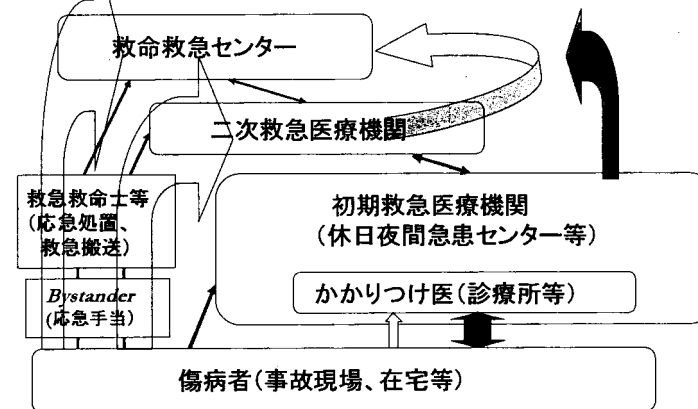 救命救急センター
二次救急医療機関
救急救命士等
(応急処置、
救急搬送)
初期救急医療機関
(休日夜間急患センター等)
Bystander
(応急手当)
かかりつけ医(診療所等)
傷病者(事故現場、在宅等)